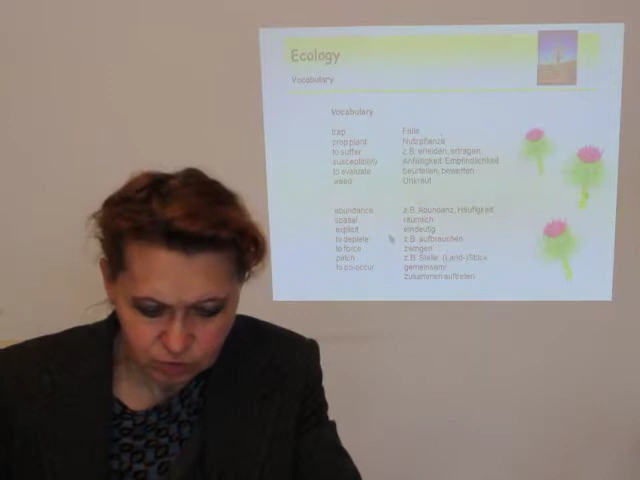 Ecology
Vocabulary
Vocabulary
trap Falle
crop plant Nutzpflanze
to suffer z.B. erleiden, ertragen
susceptibility Anfälligkeit, Empfindlichkeit
to evaluate beurteilen, bewerten
weed Unkraut
abundance z.B. Abundanz, Häufigkeit
spatial räumlich
explicit eindeutig
to deplete z.B. aufbrauchen
to force zwingen
patch z.B. Stelle, (Land-)Stück
to co-occur gemeinsam/
zusammen auftreten